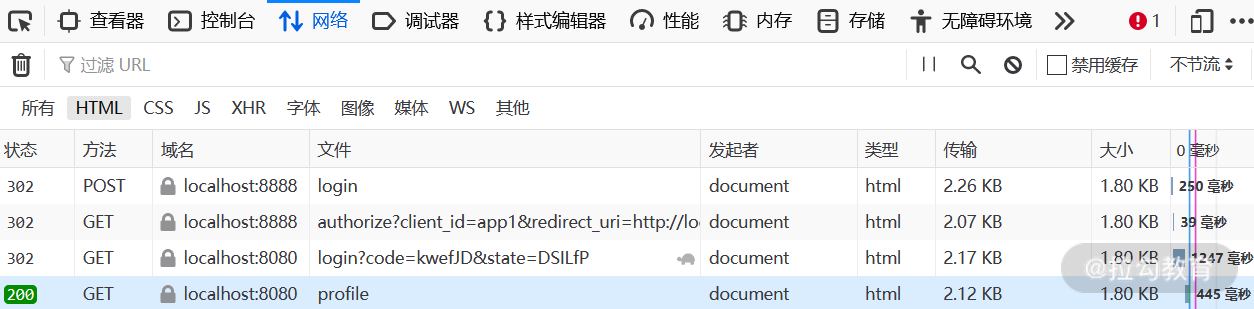 查看器 控制台 网络 调试器 样式编辑器 性能 内存 存储 无障碍环境 1
过滤 URL 禁用缓存 不节流
所有 HTML CSS JS XHR 字体 图像 媒体 WS 其他
状态 方法 域名 文件 发起者 类型 传输 大小 0 毫秒
302 POST localhost:8888 login document html 2.26 KB 1.80 KB 250 毫秒
302 GET localhost:8888 authorize?client_id=app1&redirect_uri=http://loc document html 2.07 KB 1.80 KB 39 毫秒
302 GET localhost:8080 login?code=kwefJD&state=DSILfP document html 2.17 KB 1.80 KB 1247 毫秒
@拉勾教育
200 GET localhost:8080 profile document html 2.12 KB 1.80 KB 445 毫秒